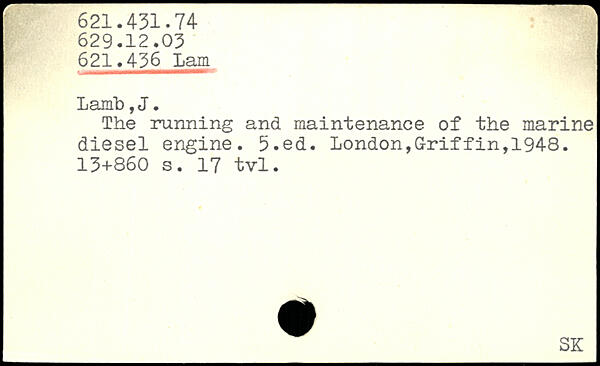 621.431.74
629.12.03
621.436 Lam
Lamb,J.
The running and maintenance of the marine
diesel engine. 5.ed. London,Griffin,1948.
13+860 s. 17 tvl.
SK